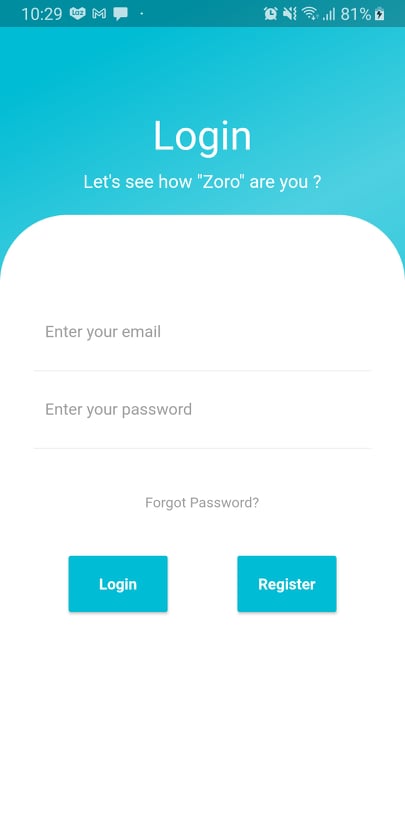 10:29
81%
Login
Let's see how "Zoro" are you ?
Enter your email
Enter your password
Forgot Password?
Login
Register